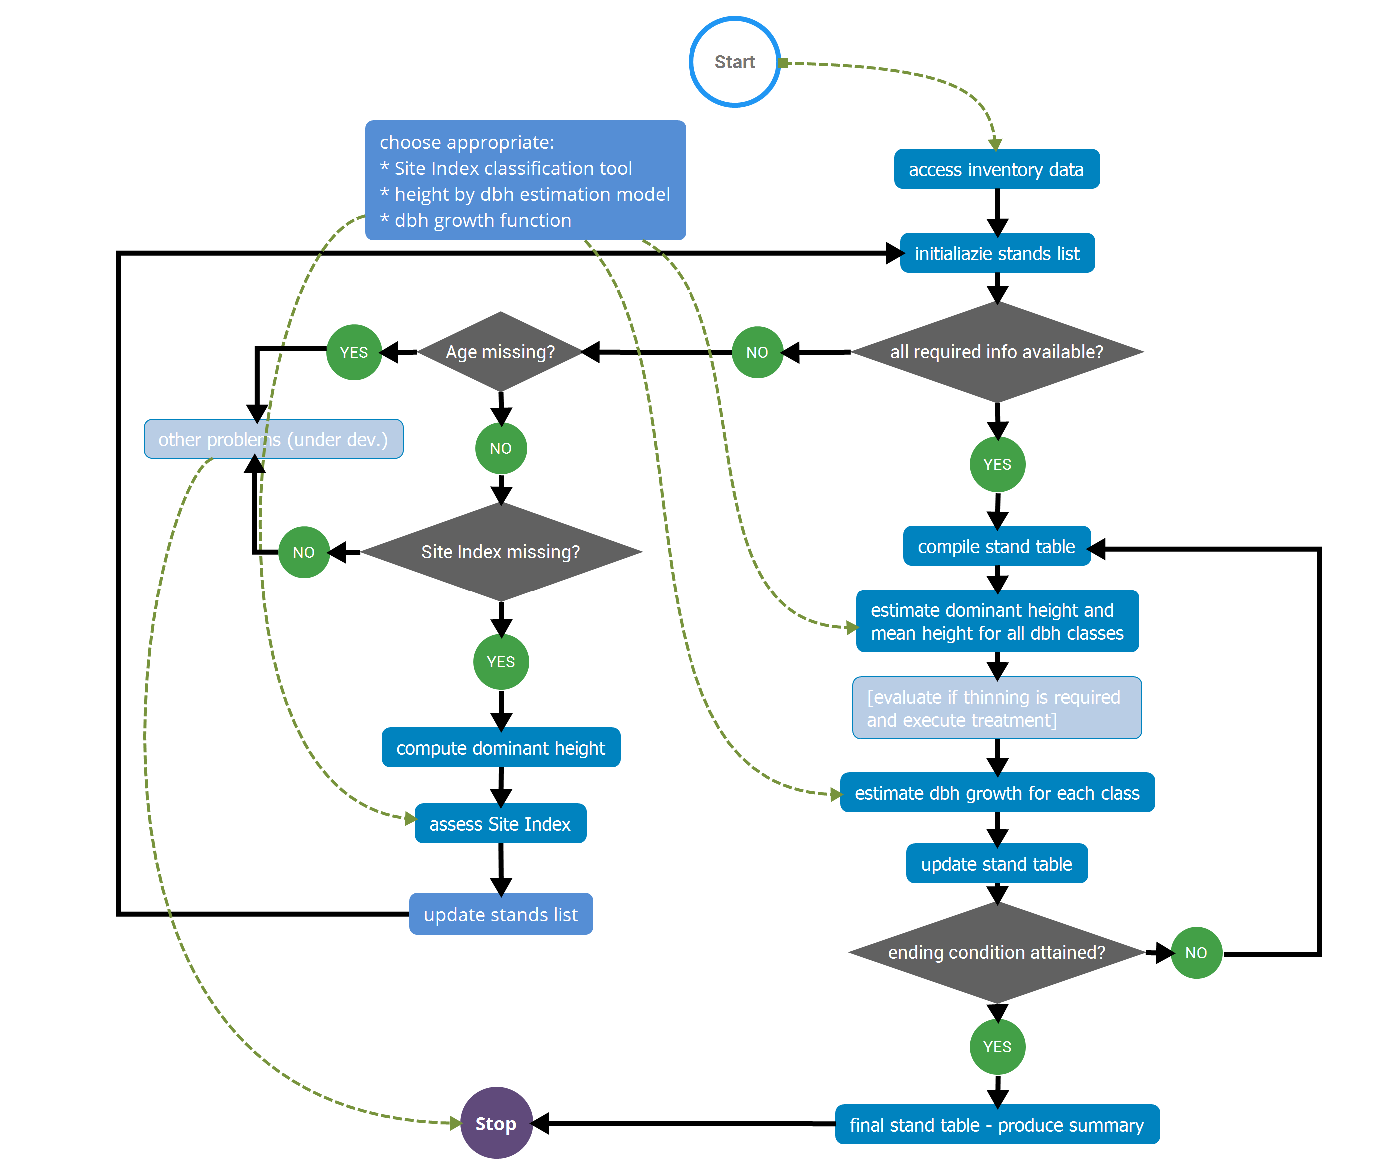 Start
choose appropriate:
* Site Index classification tool
* height by dbh estimation model
* dbh growth function
access inventory data
initialiazie stands list
YES
Age missing?
NO
all required info available?
other problems (under dev.)
NO
YES
Site Index missing?
NO
compile stand table
estimate dominant height and
mean height for all dbh classes
YES
[evaluate if thinning is required
and execute treatment]
compute dominant height
estimate dbh growth for each class
assess Site Index
update stand table
update stands list
ending condition attained?
NO
YES
Stop
final stand table - produce summary